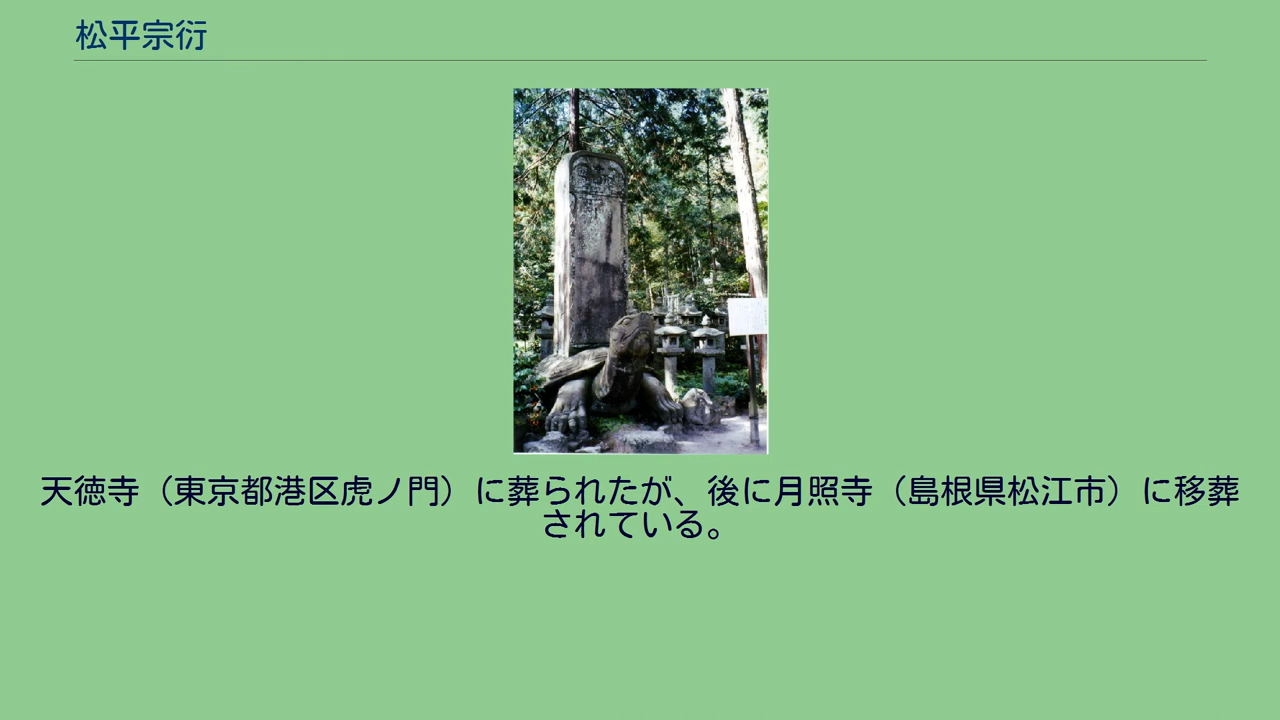 松平宗衍
天徳寺（東京都港区虎ノ門）に葬られたが、後に月照寺（島根県松江市）に移葬
されている。